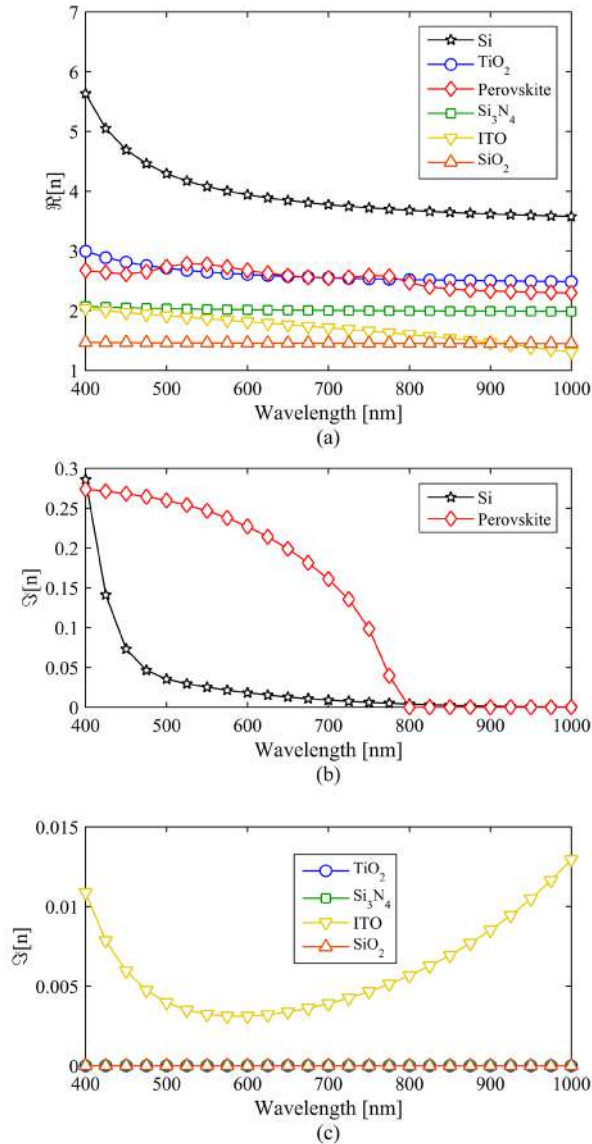 7
6
5
4
3
2
1
ℜ[n]
Si
TiO₂
Perovskite
Si₃N₄
ITO
SiO₂
400 500 600 700 800 900 1000
Wavelength [nm]
(a)
0.3
0.25
0.2
0.15
0.1
0.05
0
ℑ[n]
Si
Perovskite
400 500 600 700 800 900 1000
Wavelength [nm]
(b)
0.015
0.01
0.005
0
ℑ[n]
TiO₂
Si₃N₄
ITO
SiO₂
400 500 600 700 800 900 1000
Wavelength [nm]
(c)